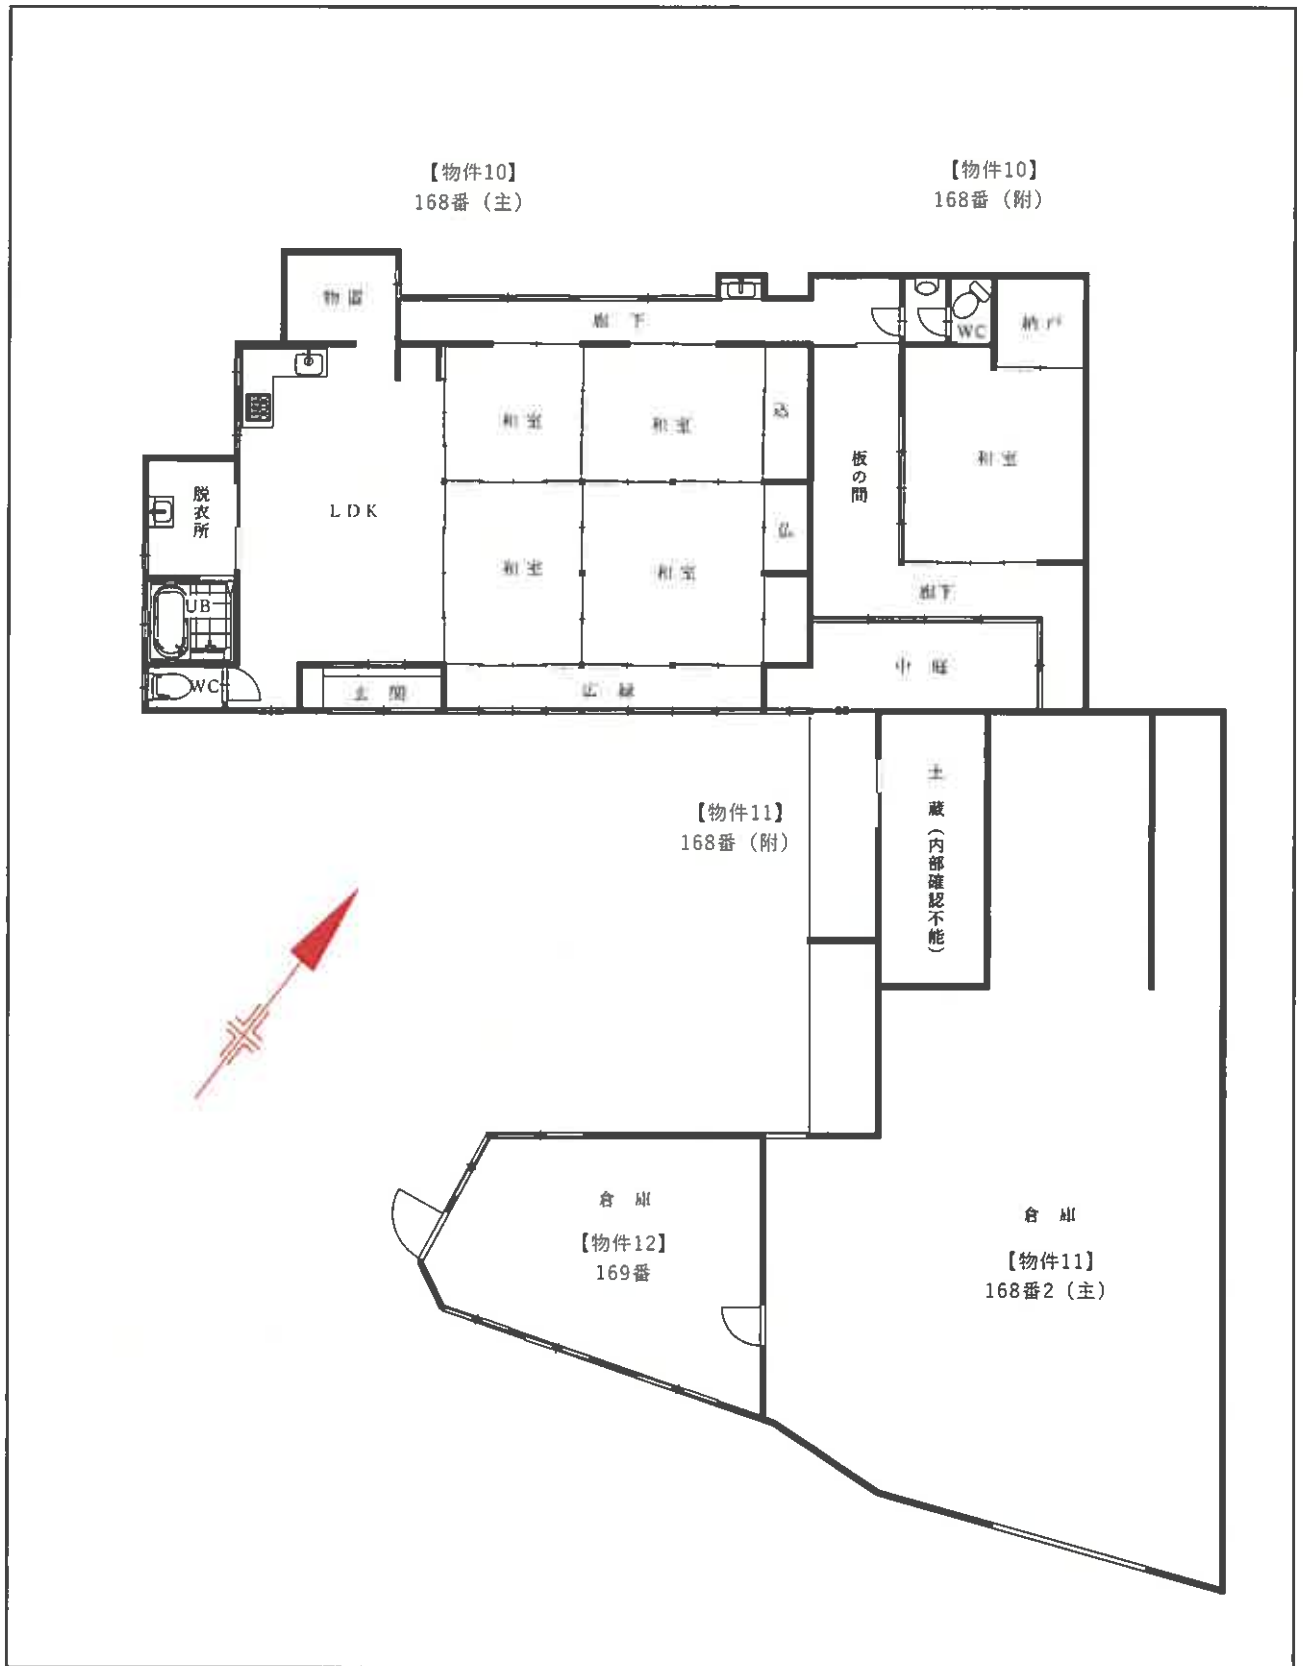 【物件10】
168番（主）
【物件10】
168番（附）
物置
廊下
WC
納戸
和室
和室
込
板の間
和室
脱衣所
LDK
仏
和室
和室
廊下
UB
中庭
WC
玄関
広縁
土蔵（内部確認不能）
【物件11】
168番（附）
倉庫
【物件12】
169番
倉庫
【物件11】
168番2（主）